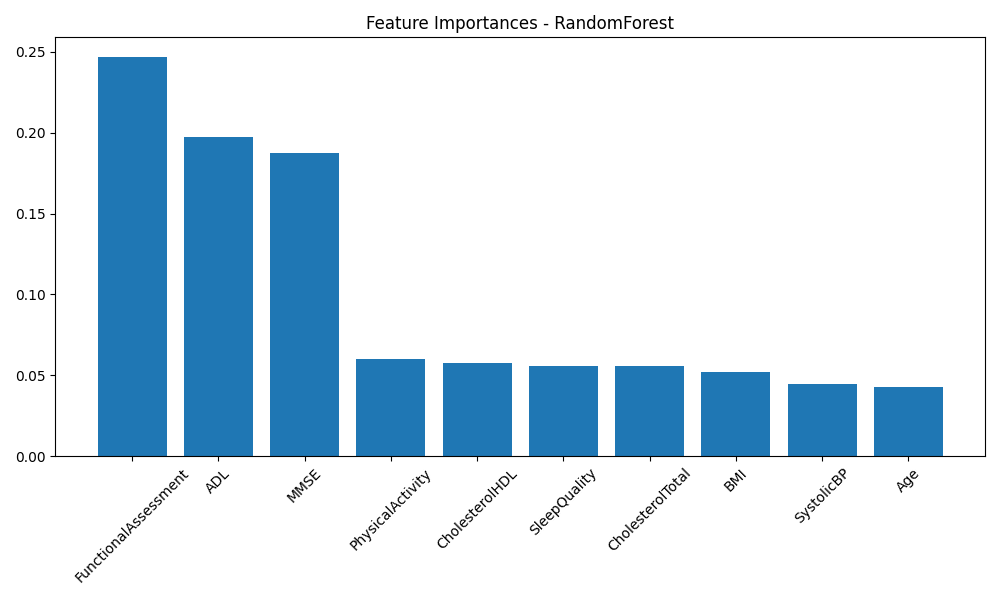 Feature Importances - RandomForest
0.25
0.20
0.15
0.10
0.05
0.00
FunctionalAssessment
ADL
MMSE
PhysicalActivity
CholesterolHDL
SleepQuality
CholesterolTotal
BMI
SystolicBP
Age